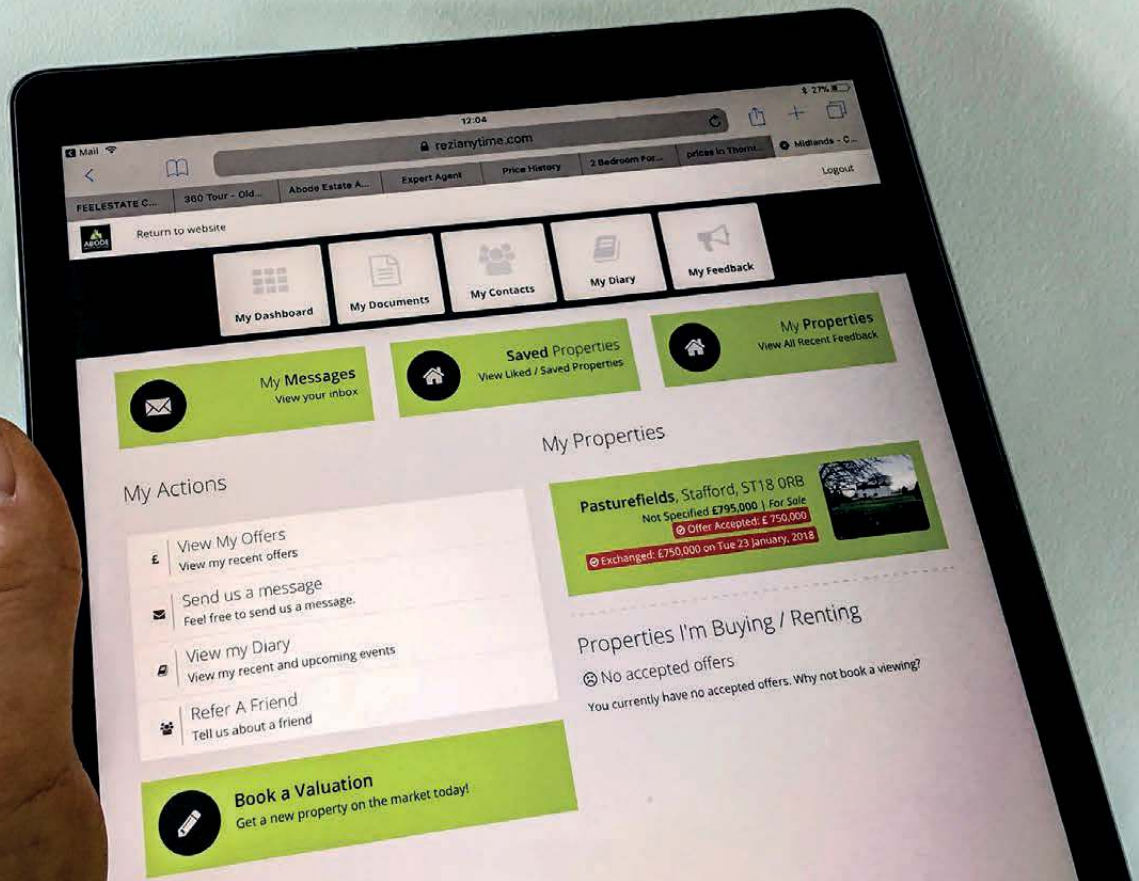 Mail
12:04
27%
rezianytime.com
FEELESTATE C...
360 Tour - Old...
Abode Estate A...
Expert Agent
Price History
2 Bedroom For...
prices in Thornt...
Midlands - C...
ABODE
Return to website
Logout
My Dashboard
My Documents
My Contacts
My Diary
My Feedback
My Messages
View your inbox
Saved Properties
View Liked / Saved Properties
My Properties
View All Recent Feedback
My Actions
£ View My Offers
View my recent offers
Send us a message
Feel free to send us a message.
View my Diary
View my recent and upcoming events
Refer A Friend
Tell us about a friend
Book a Valuation
Get a new property on the market today!
My Properties
Pasturefields, Stafford, ST18 0RB
Not Specified £795,000 | For Sale
Offer Accepted: £ 750,000
Exchanged: £750,000 on Tue 23 January, 2018
Properties I'm Buying / Renting
No accepted offers
You currently have no accepted offers. Why not book a viewing?